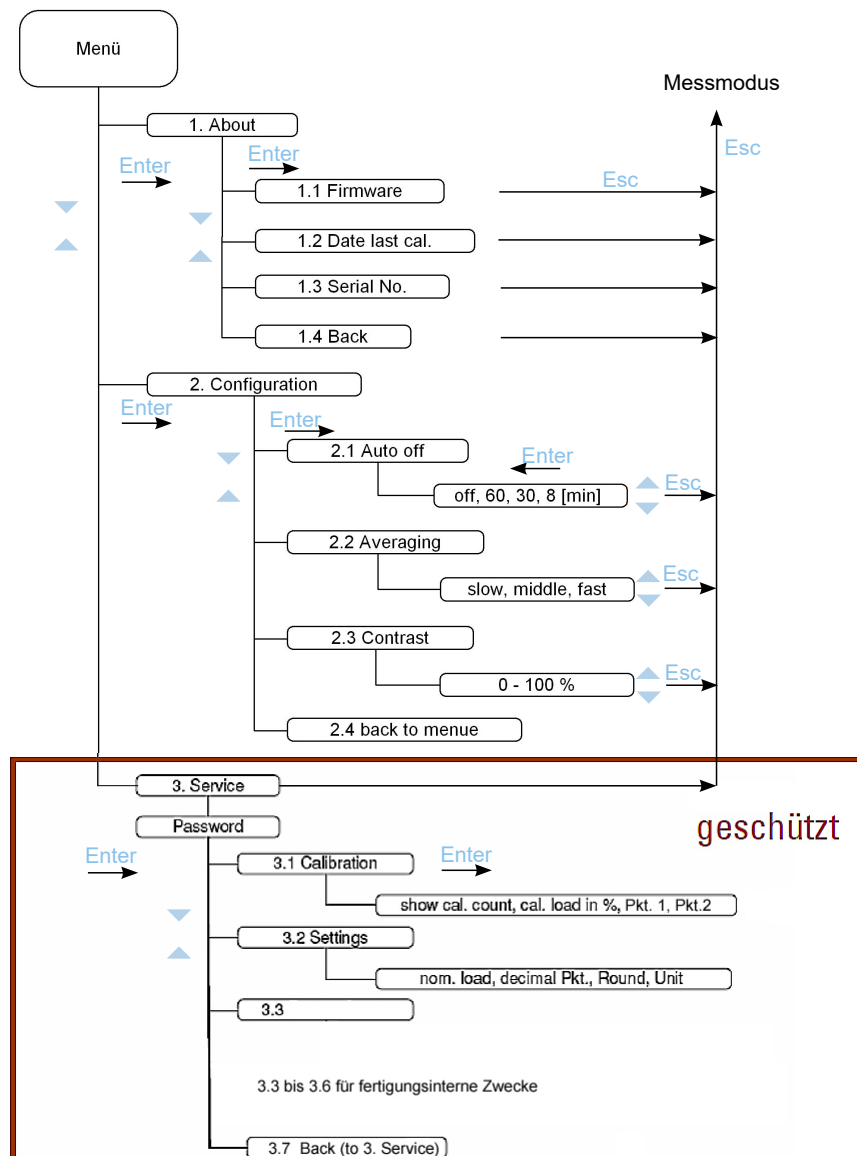 Menü
Messmodus
1. About
Esc
Enter
Enter
1.1 Firmware
Esc
1.2 Date last cal.
1.3 Serial No.
1.4 Back
2. Configuration
Enter
Enter
2.1 Auto off
Enter
off, 60, 30, 8 [min]
Esc
2.2 Averaging
slow, middle, fast
Esc
2.3 Contrast
0 - 100 %
Esc
2.4 back to menue
3. Service
Password
geschützt
Enter
3.1 Calibration
Enter
show cal. count, cal. load in %, Pkt. 1, Pkt.2
3.2 Settings
nom. load, decimal Pkt., Round, Unit
3.3
3.3 bis 3.6 für fertigungsinterne Zwecke
3.7 Back (to 3. Service)